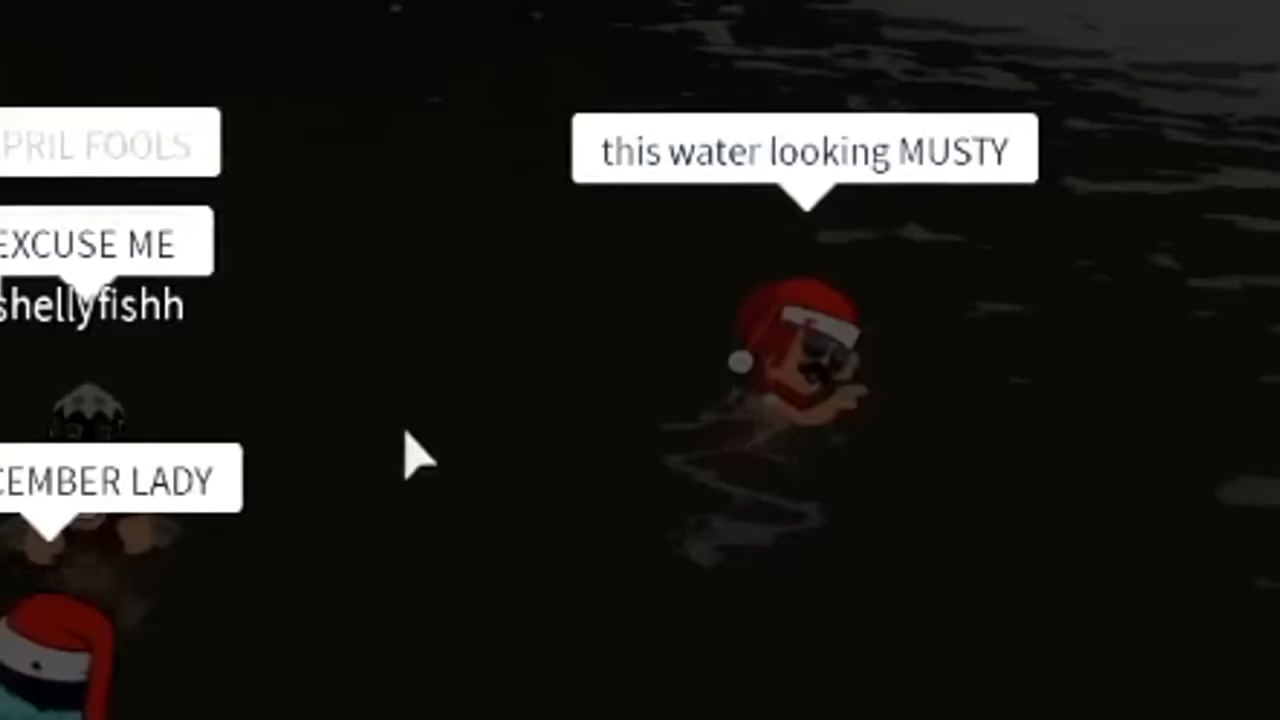 PRIL FOOLS
this water looking MUSTY
EXCUSE ME
shellyfishh
CEMBER LADY